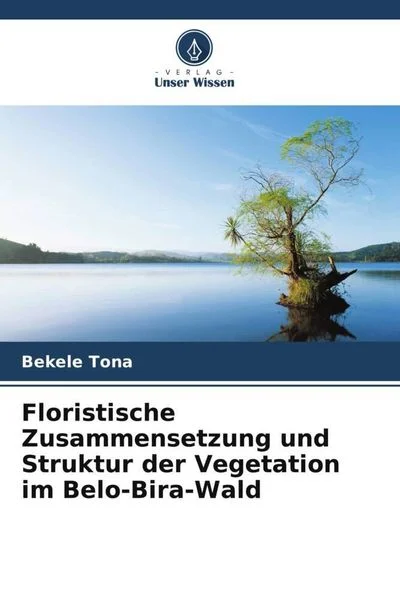 - VERLAG -
Unser Wissen
Bekele Tona
Floristische
Zusammensetzung und
Struktur der Vegetation
im Belo-Bira-Wald